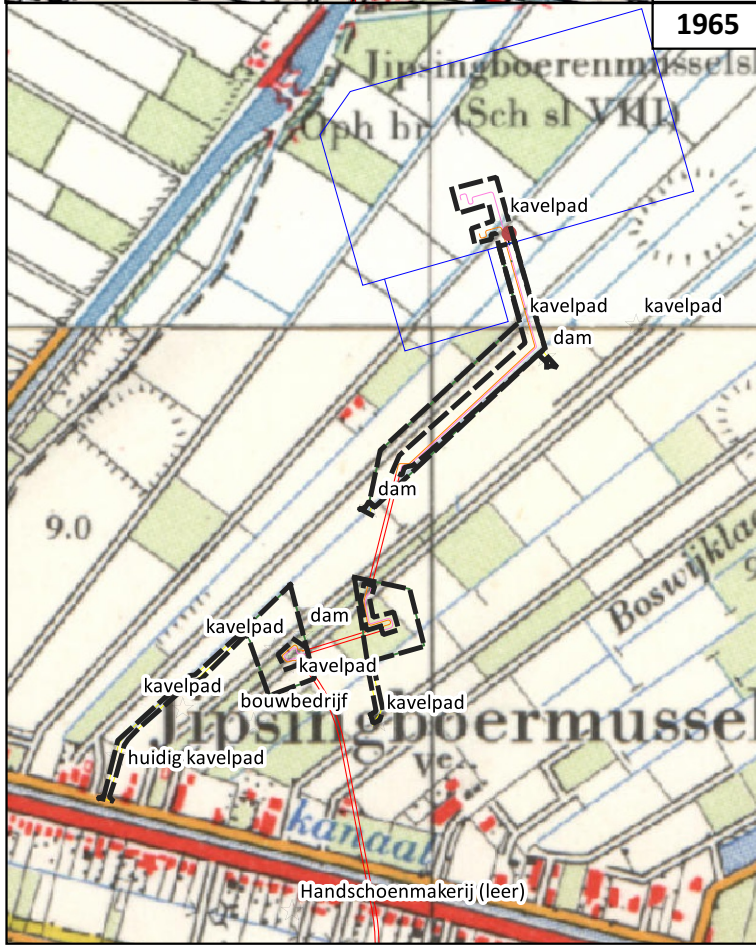 1965
Jipsingboerenmusselsl
Oph br (Sch sl VIII)
kavelpad
kavelpad
kavelpad
dam
dam
9.0
Boswijkla
dam
kavelpad
kavelpad
kavelpad
bouwbedrijf
kavelpad
Jipsingboermussel
huidig kavelpad
kanaal
Handschoenmakerij (leer)